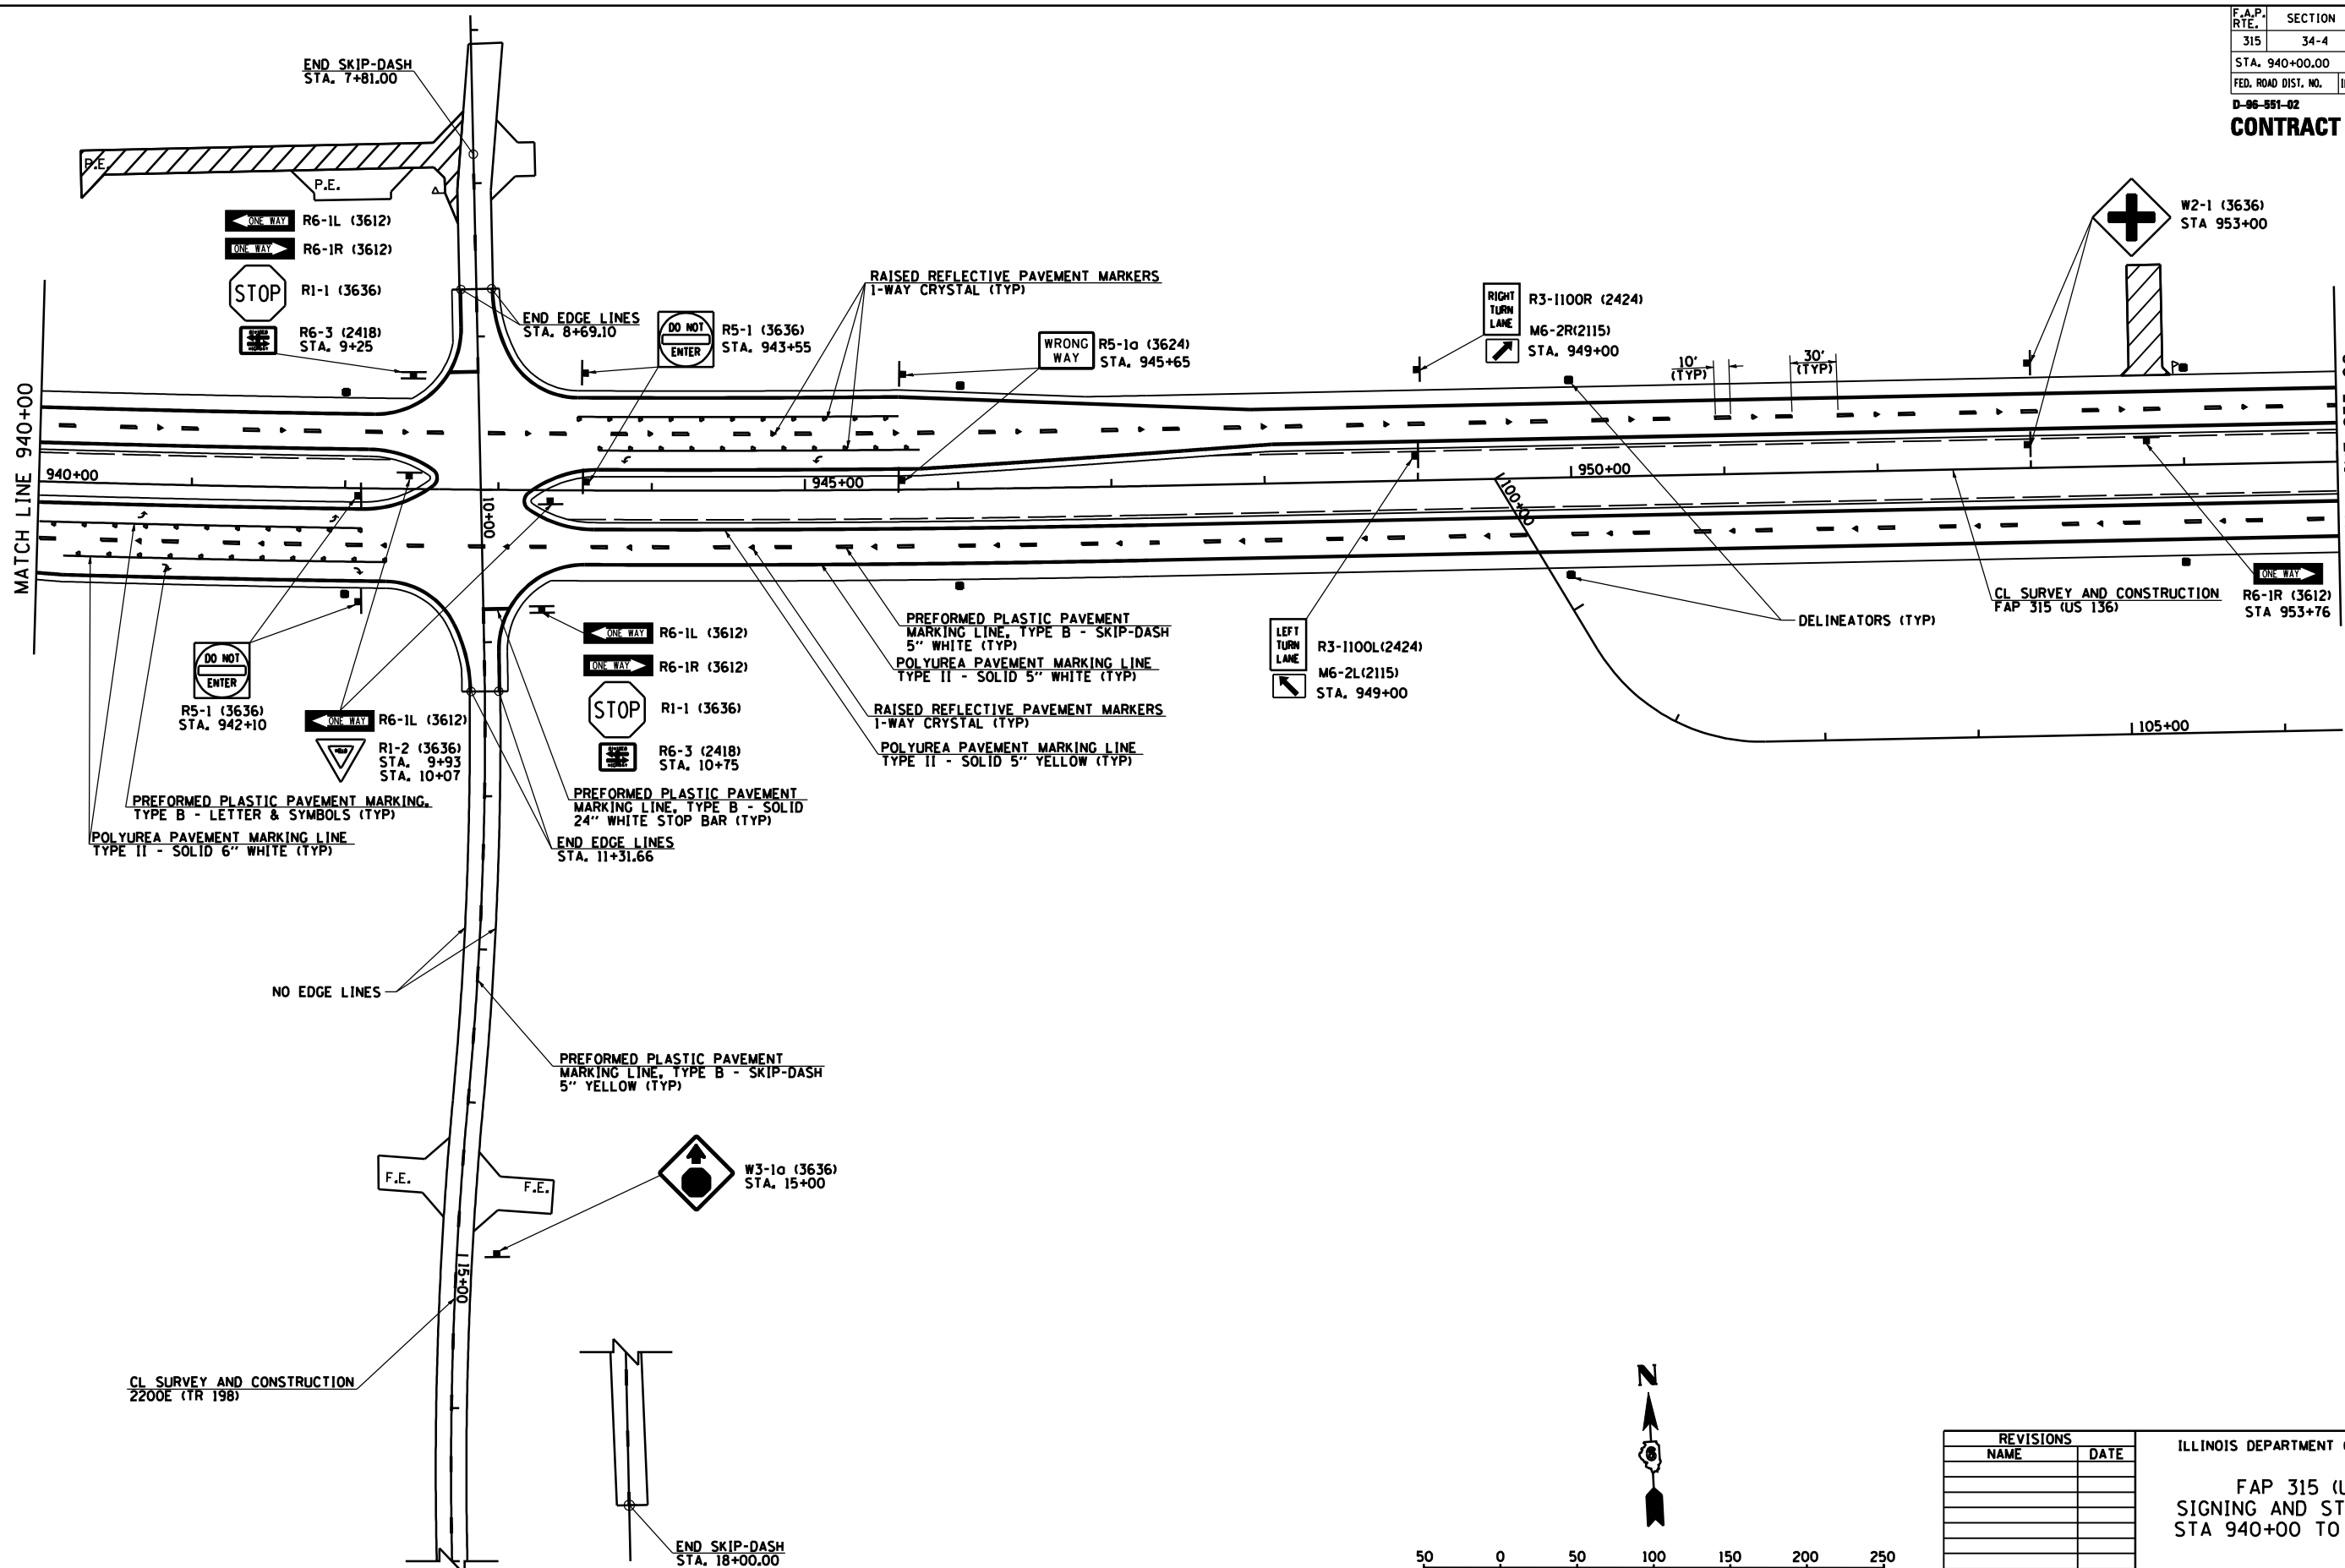 F.A.P. RTE.
SECTION
315
34-4
STA. 940+00.00
FED. ROAD DIST. NO.
D-96-551-02
CONTRACT
END SKIP-DASH
STA. 7+81.00
P.E.
P.E.
ONE WAY
R6-1L (3612)
ONE WAY
R6-1R (3612)
STOP
R1-1 (3636)
R6-3 (2418)
STA. 9+25
END EDGE LINES
STA. 8+69.10
DO NOT
ENTER
R5-1 (3636)
STA. 943+55
RAISED REFLECTIVE PAVEMENT MARKERS
1-WAY CRYSTAL (TYP)
WRONG
WAY
R5-1a (3624)
STA. 945+65
RIGHT
TURN
LANE
R3-I100R (2424)
M6-2R(2115)
STA. 949+00
10'
(TYP)
30'
(TYP)
W2-1 (3636)
STA 953+00
MATCH LINE 940+00
940+00
945+00
950+00
10+00
100+00
DO NOT
ENTER
R5-1 (3636)
STA. 942+10
ONE WAY
R6-1L (3612)
R1-2 (3636)
STA. 9+93
STA. 10+07
ONE WAY
R6-1L (3612)
ONE WAY
R6-1R (3612)
STOP
R1-1 (3636)
R6-3 (2418)
STA. 10+75
PREFORMED PLASTIC PAVEMENT
MARKING LINE, TYPE B - SKIP-DASH
5" WHITE (TYP)
POLYUREA PAVEMENT MARKING LINE
TYPE II - SOLID 5" WHITE (TYP)
RAISED REFLECTIVE PAVEMENT MARKERS
1-WAY CRYSTAL (TYP)
POLYUREA PAVEMENT MARKING LINE
TYPE II - SOLID 5" YELLOW (TYP)
LEFT
TURN
LANE
R3-I100L(2424)
M6-2L(2115)
STA. 949+00
DELINEATORS (TYP)
CL SURVEY AND CONSTRUCTION
FAP 315 (US 136)
ONE WAY
R6-1R (3612)
STA 953+76
105+00
PREFORMED PLASTIC PAVEMENT MARKING,
TYPE B - LETTER & SYMBOLS (TYP)
POLYUREA PAVEMENT MARKING LINE
TYPE II - SOLID 6" WHITE (TYP)
PREFORMED PLASTIC PAVEMENT
MARKING LINE, TYPE B - SOLID
24" WHITE STOP BAR (TYP)
END EDGE LINES
STA. 11+31.66
NO EDGE LINES
PREFORMED PLASTIC PAVEMENT
MARKING LINE, TYPE B - SKIP-DASH
5" YELLOW (TYP)
F.E.
F.E.
W3-1a (3636)
STA. 15+00
15+00
CL SURVEY AND CONSTRUCTION
2200E (TR 198)
END SKIP-DASH
STA. 18+00.00
N
6
50 0 50 100 150 200 250
REVISIONS
NAME
DATE
ILLINOIS DEPARTMENT
FAP 315
SIGNING AND
STA 940+00 TO